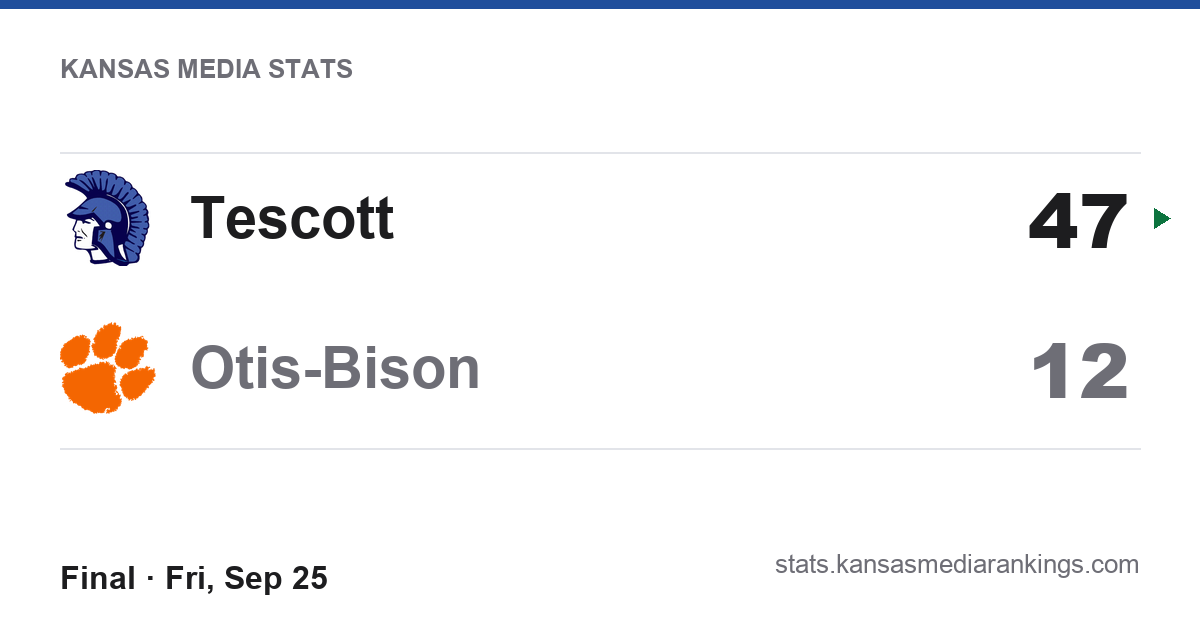 KANSAS MEDIA STATS
Tescott 47
Otis-Bison 12
Final · Fri, Sep 25
stats.kansasmediarankings.com